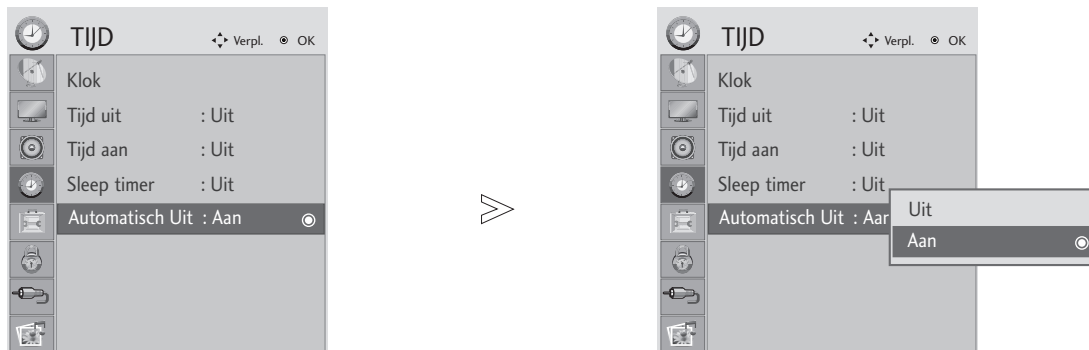 TIJD
Verpl. OK
Klok
Tijd uit : Uit
Tijd aan : Uit
Sleep timer : Uit
Automatisch Uit : Aan
TIJD
Verpl. OK
Klok
Tijd uit : Uit
Tijd aan : Uit
Sleep timer : Uit
Automatisch Uit : Aan
Uit
Aan